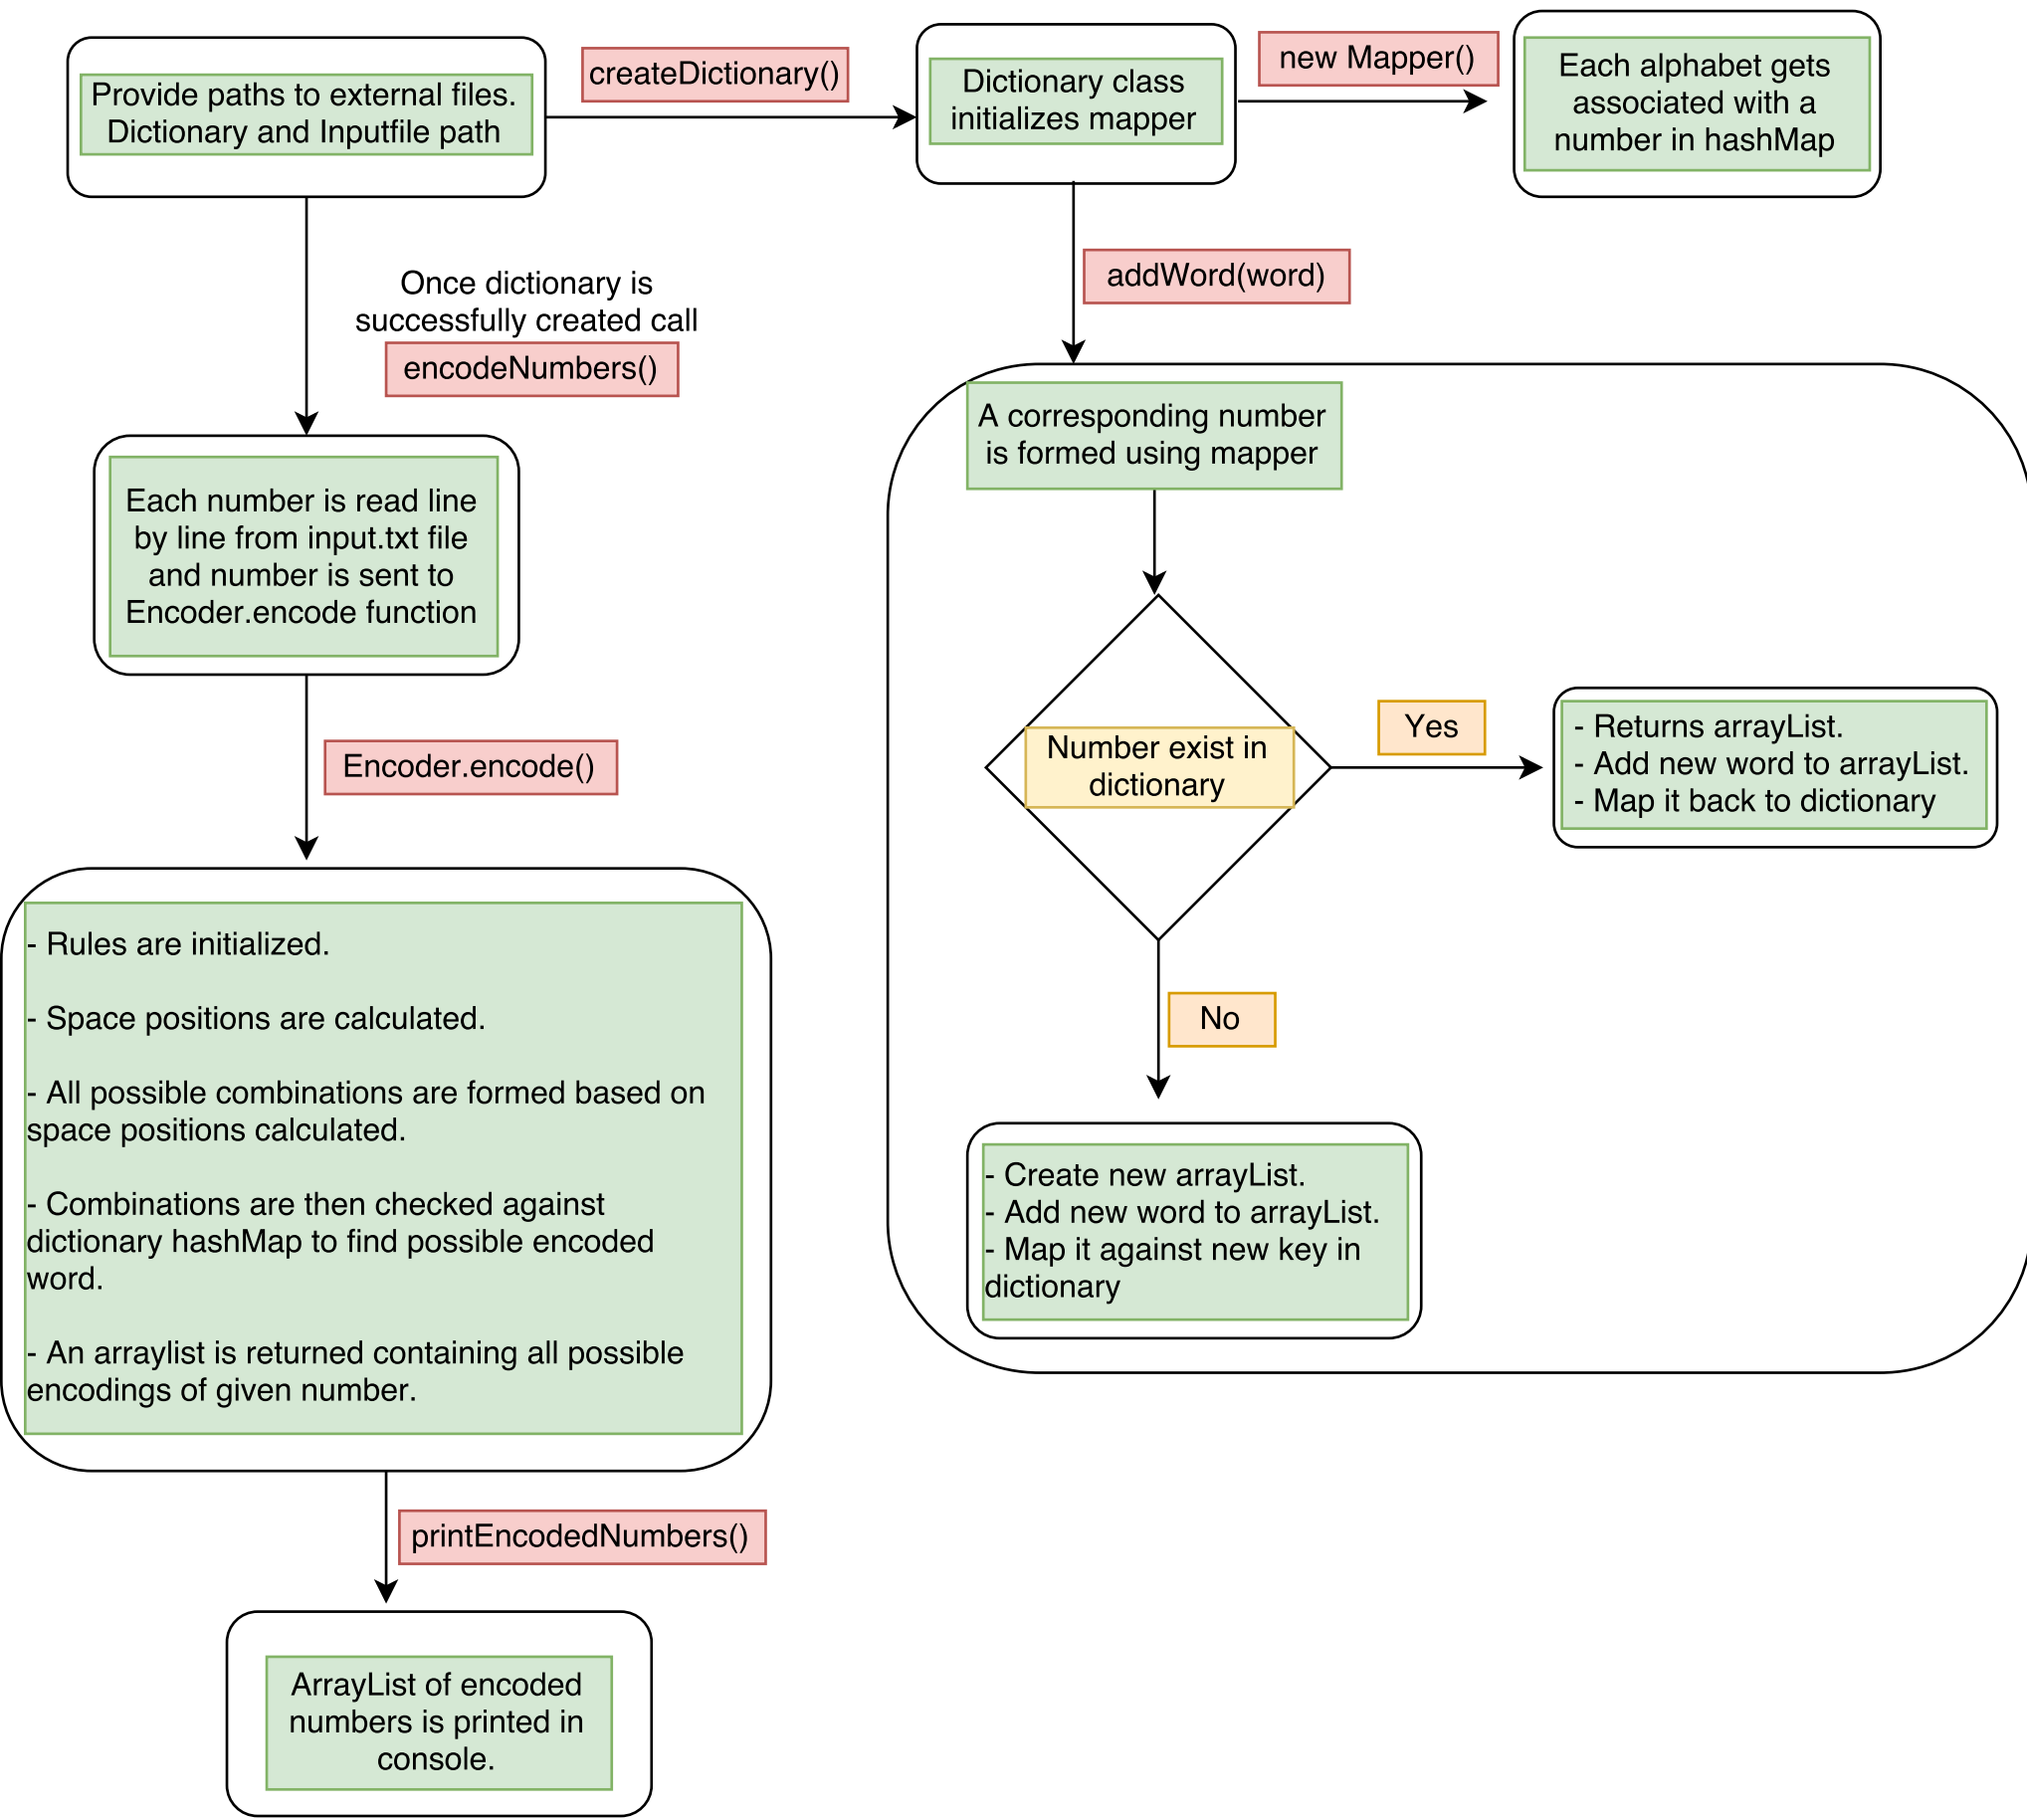 Provide paths to external files.
Dictionary and Inputfile path
createDictionary()
Dictionary class
initializes mapper
new Mapper()
Each alphabet gets
associated with a
number in hashMap
Once dictionary is
successfully created call
encodeNumbers()
addWord(word)
Each number is read line
by line from input.txt file
and number is sent to
Encoder.encode function
A corresponding number
is formed using mapper
Number exist in
dictionary
Yes
- Returns arrayList.
- Add new word to arrayList.
- Map it back to dictionary
No
- Create new arrayList.
- Add new word to arrayList.
- Map it against new key in
dictionary
Encoder.encode()
- Rules are initialized.
- Space positions are calculated.
- All possible combinations are formed based on
space positions calculated.
- Combinations are then checked against
dictionary hashMap to find possible encoded
word.
- An arraylist is returned containing all possible
encodings of given number.
printEncodedNumbers()
ArrayList of encoded
numbers is printed in
console.